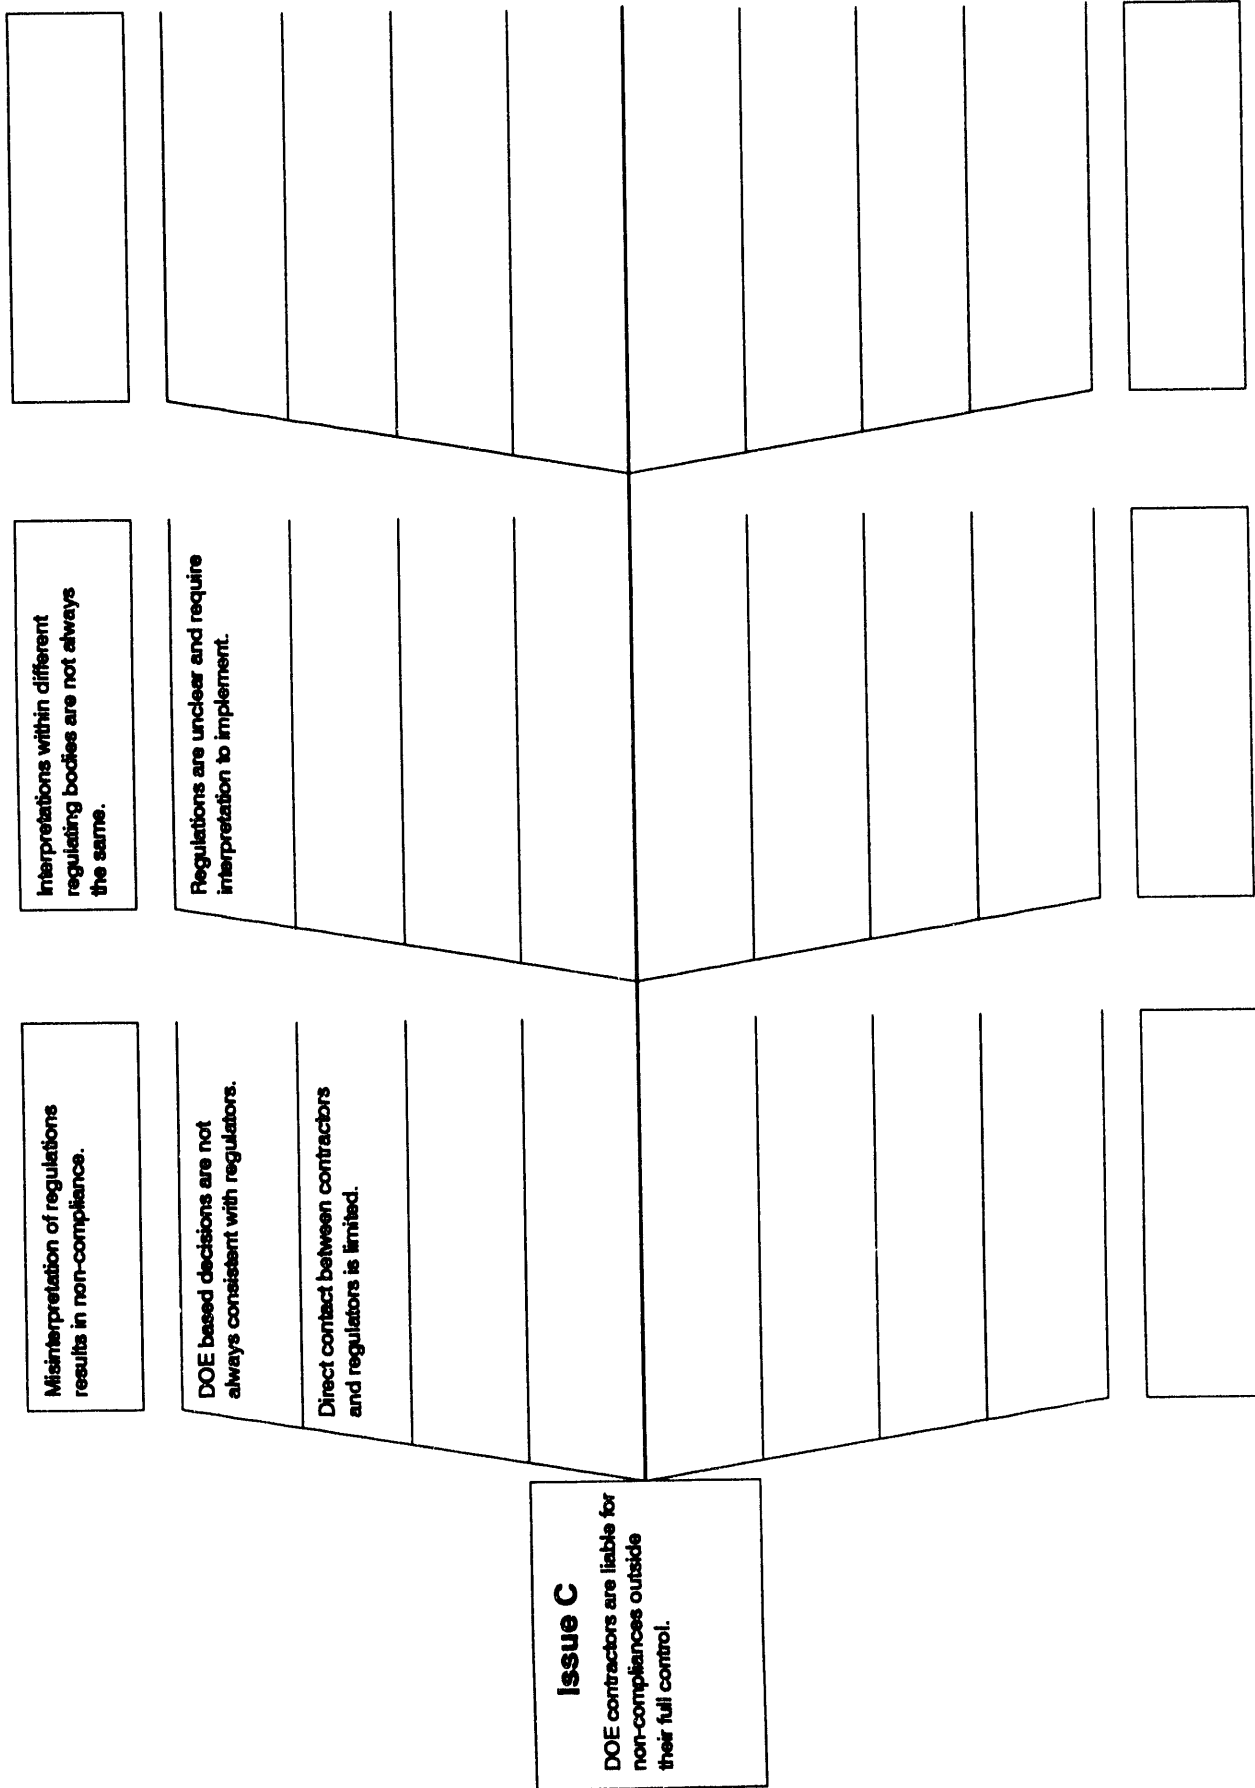 Issue C
DOE contractors are liable for
non-compliances outside
their full control.
Misinterpretation of regulations
results in non-compliance.
DOE based decisions are not
always consistent with regulators.
Direct contact between contractors
and regulators is limited.
Interpretations within different
regulating bodies are not always
the same.
Regulations are unclear and require
interpretation to implement.